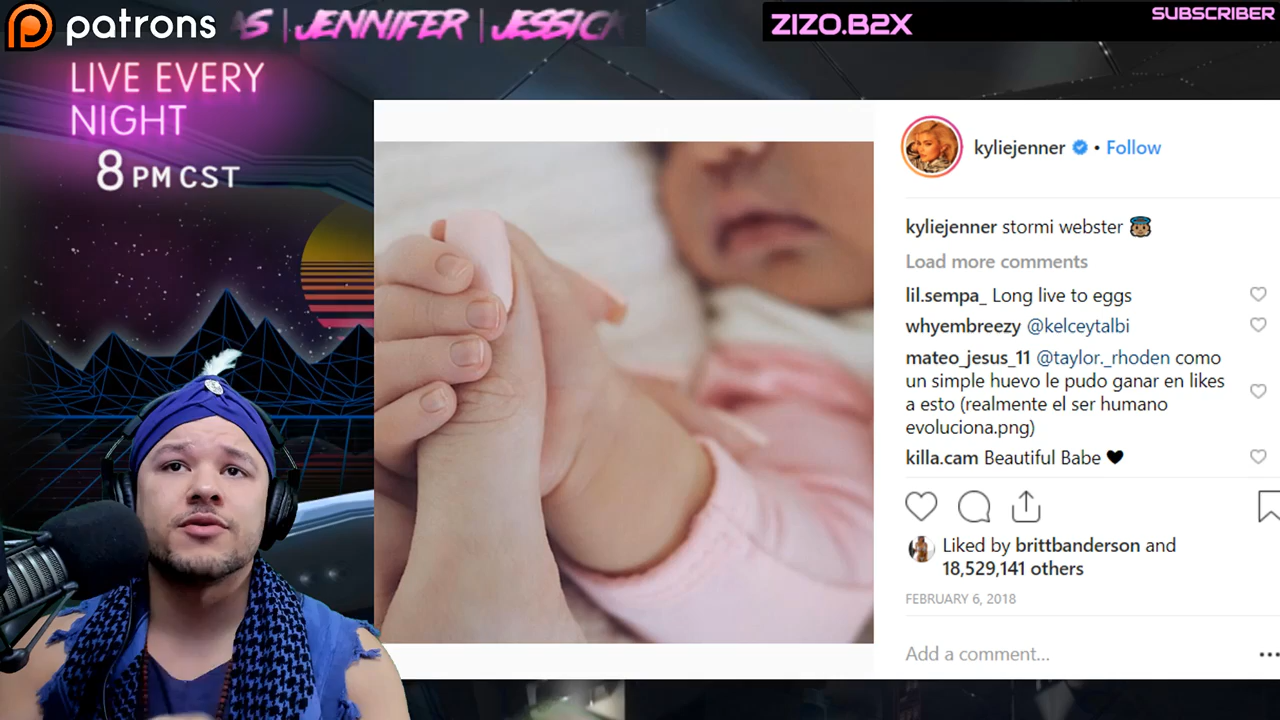 patrons
S | JENNIFER | JESSICA
ZIZO.B2X
SUBSCRIBER
LIVE EVERY
NIGHT
8 PM CST
kyliejenner • Follow
kyliejenner stormi webster 👼🏽
Load more comments
lil.sempa_ Long live to eggs
whyembreezy @kelceytalbi
mateo_jesus_11 @taylor._rhoden como
un simple huevo le pudo ganar en likes
a esto (realmente el ser humano
evoluciona.png)
killa.cam Beautiful Babe 🖤
Liked by brittbanderson and
18,529,141 others
FEBRUARY 6, 2018
Add a comment...